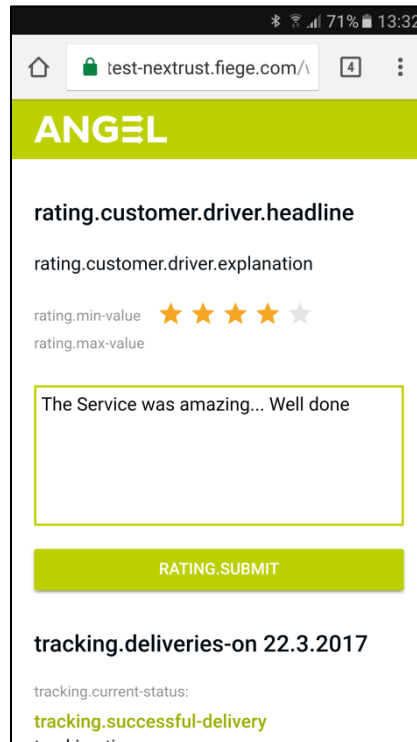 71% 13:32
test-nextrust.fiege.com/
4
ANGEL
rating.customer.driver.headline
rating.customer.driver.explanation
rating.min-value
rating.max-value
The Service was amazing... Well done
RATING.SUBMIT
tracking.deliveries-on 22.3.2017
tracking.current-status:
tracking.successful-delivery